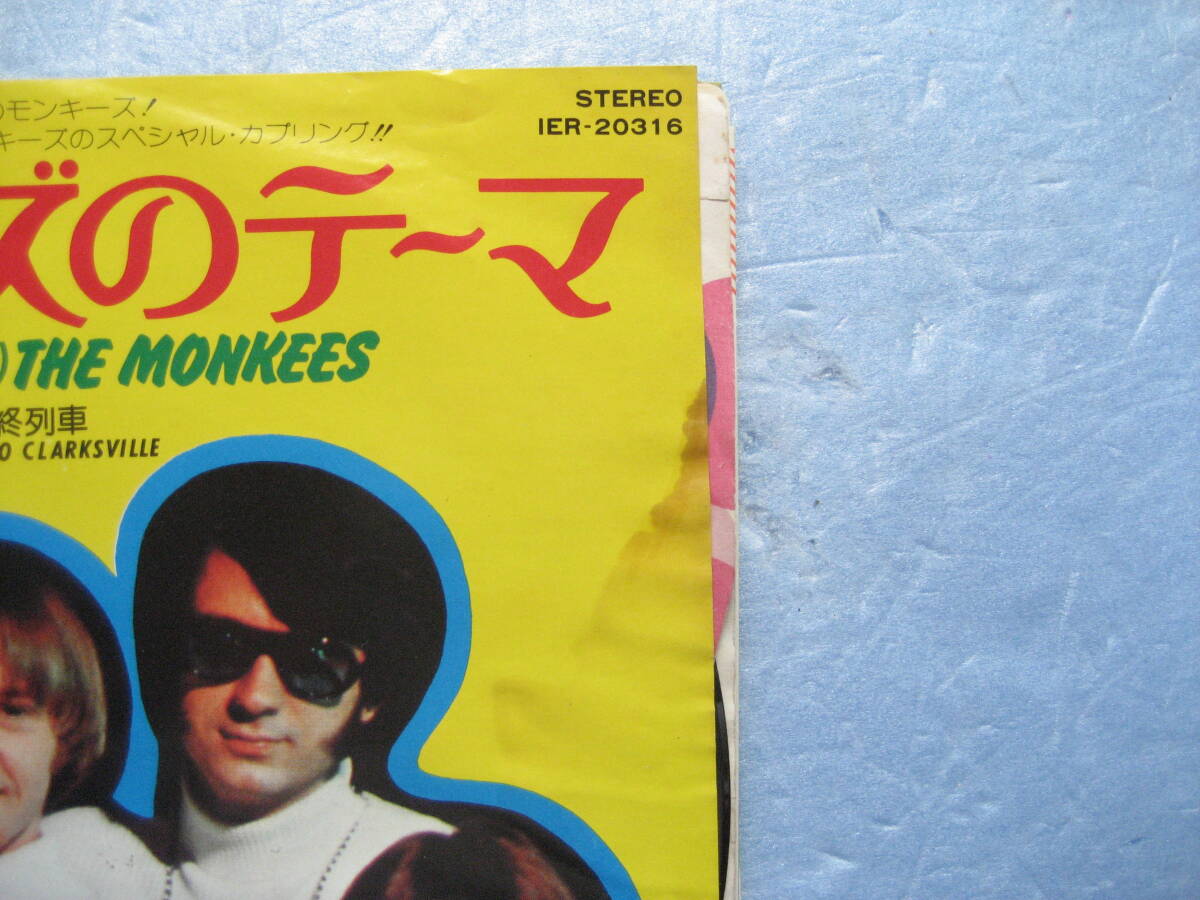 のモンキーズ!
キーズのスペシャル・カプリング!!
STEREO
IER-20316
ズのテーマ
)THE MONKEES
終列車
O CLARKSVILLE